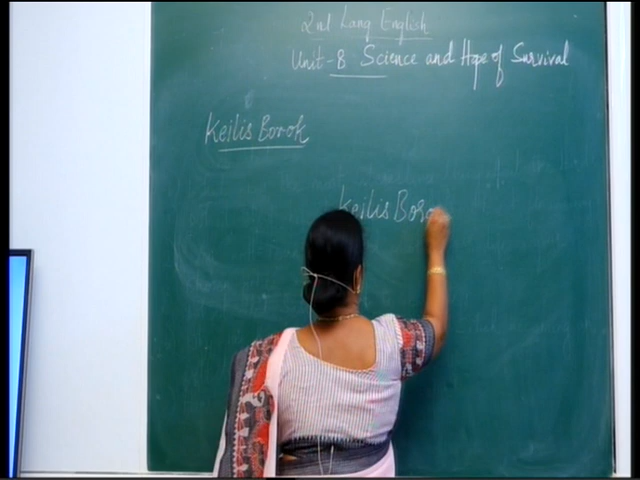 2nd Lang English
Unit-B Science and Hope of Survival
Keilis Borok
Keilis Boro